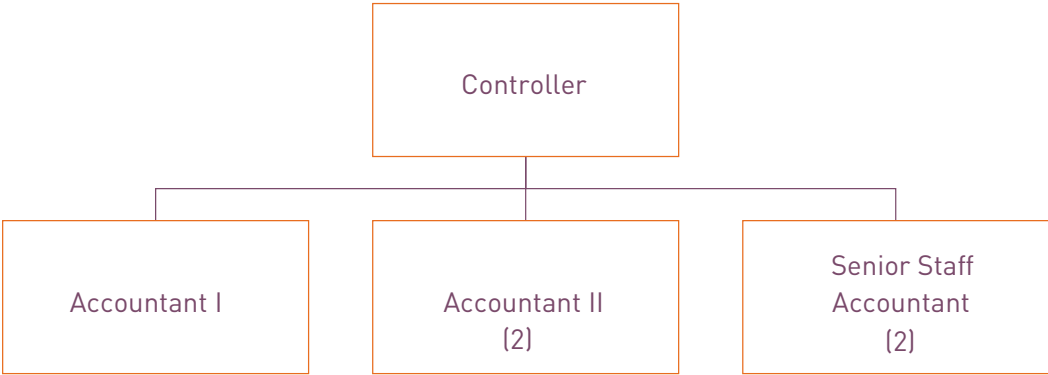 Controller
Accountant I
Accountant II
(2)
Senior Staff
Accountant
(2)